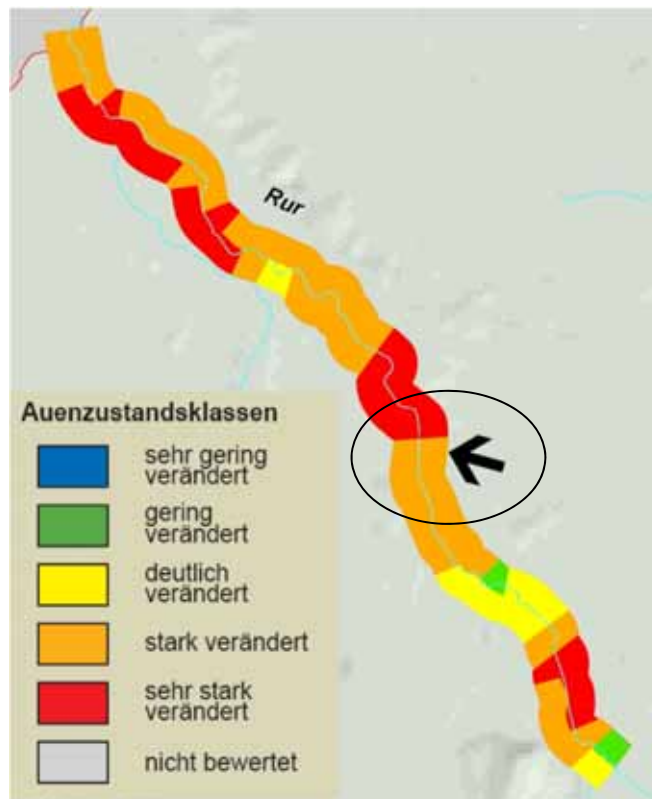 Rur
Auenzustandsklassen
sehr gering
verändert
gering
verändert
deutlich
verändert
stark verändert
sehr stark
verändert
nicht bewertet